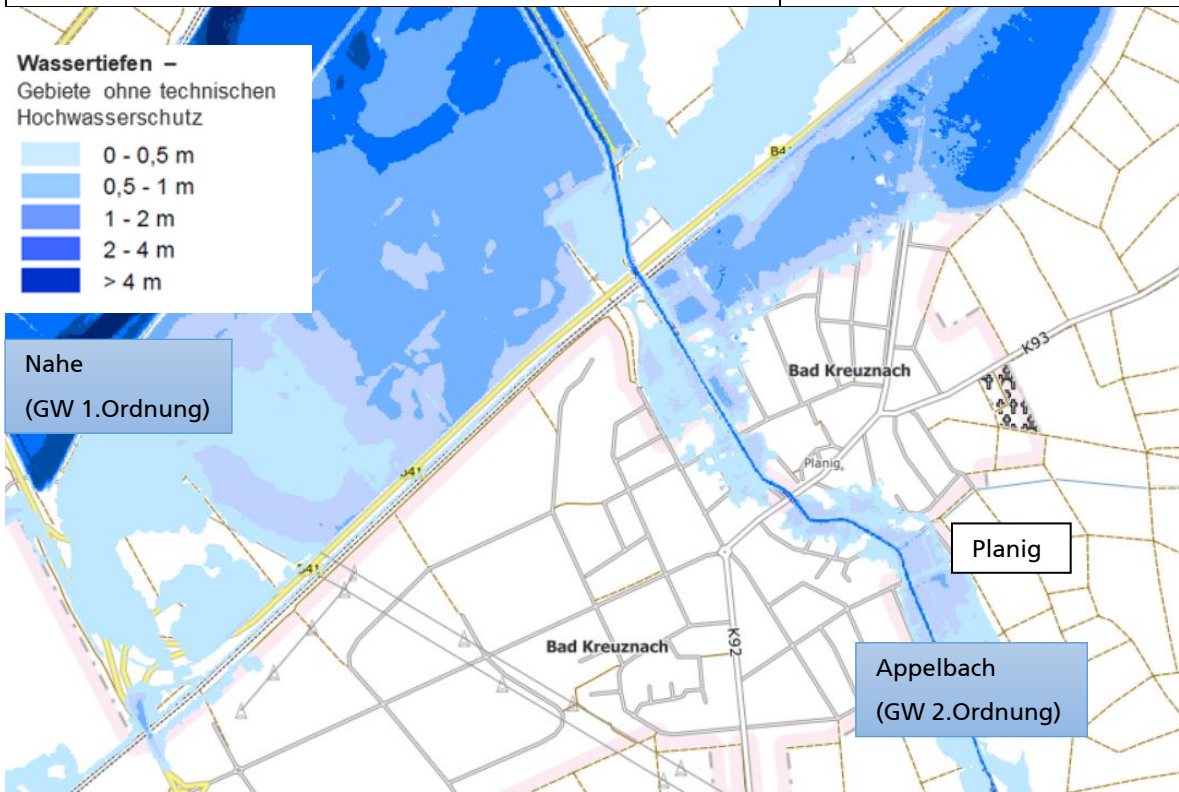 Wassertiefen –
Gebiete ohne technischen
Hochwasserschutz
0 - 0,5 m
0,5 - 1 m
1 - 2 m
2 - 4 m
> 4 m
B41
Nahe
(GW 1.Ordnung)
K93
Bad Kreuznach
B41
Planig
Planig
B41
Bad Kreuznach
K92
Appelbach
(GW 2.Ordnung)